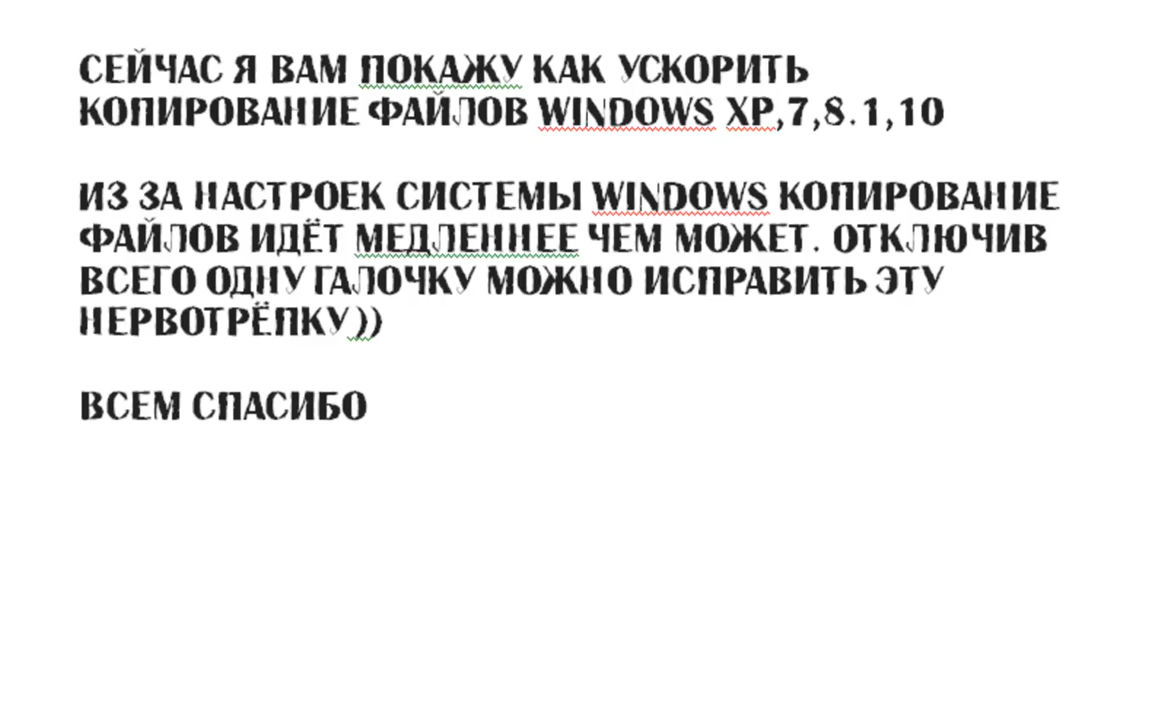 СЕЙЧАС Я ВАМ ПОКАЖУ КАК УСКОРИТЬ
КОПИРОВАНИЕ ФАЙЛОВ WINDOWS XP,7,8.1,10
ИЗ ЗА НАСТРОЕК СИСТЕМЫ WINDOWS КОПИРОВАНИЕ
ФАЙЛОВ ИДЁТ МЕДЛЕННЕЕ ЧЕМ МОЖЕТ. ОТКЛЮЧИВ
ВСЕГО ОДНУ ГАЛОЧКУ МОЖНО ИСПРАВИТЬ ЭТУ
НЕРВОТРЁПКУ))
ВСЕМ СПАСИБО